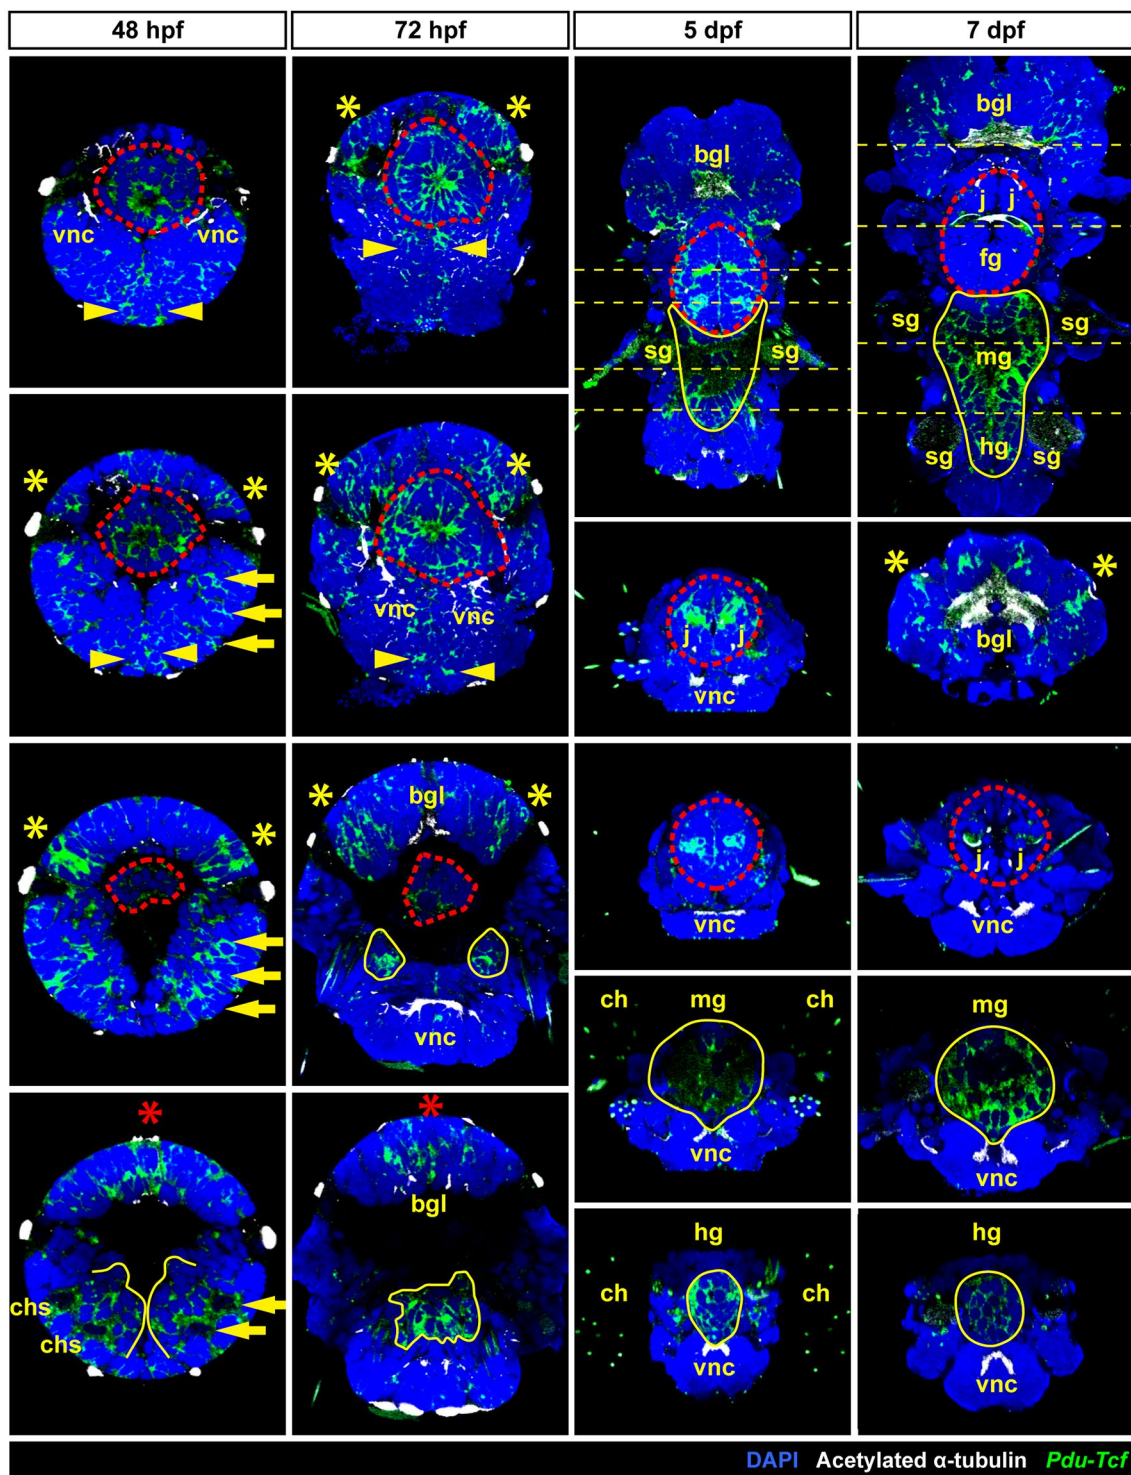 48 hpf 72 hpf 5 dpf 7 dpf
* *
bgl
bgl
vnc vnc
j j
fg
sg sg
sg sg
mg
hg
sg sg
* *
* *
vnc vnc
j j
vnc
* *
bgl
* *
* *
bgl
vnc
vnc
j j
vnc
ch mg ch
vnc
mg
vnc
*
*
bgl
chs
chs
hg
ch ch
vnc
hg
vnc
DAPI Acetylated α-tubulin Pdu-Tcf